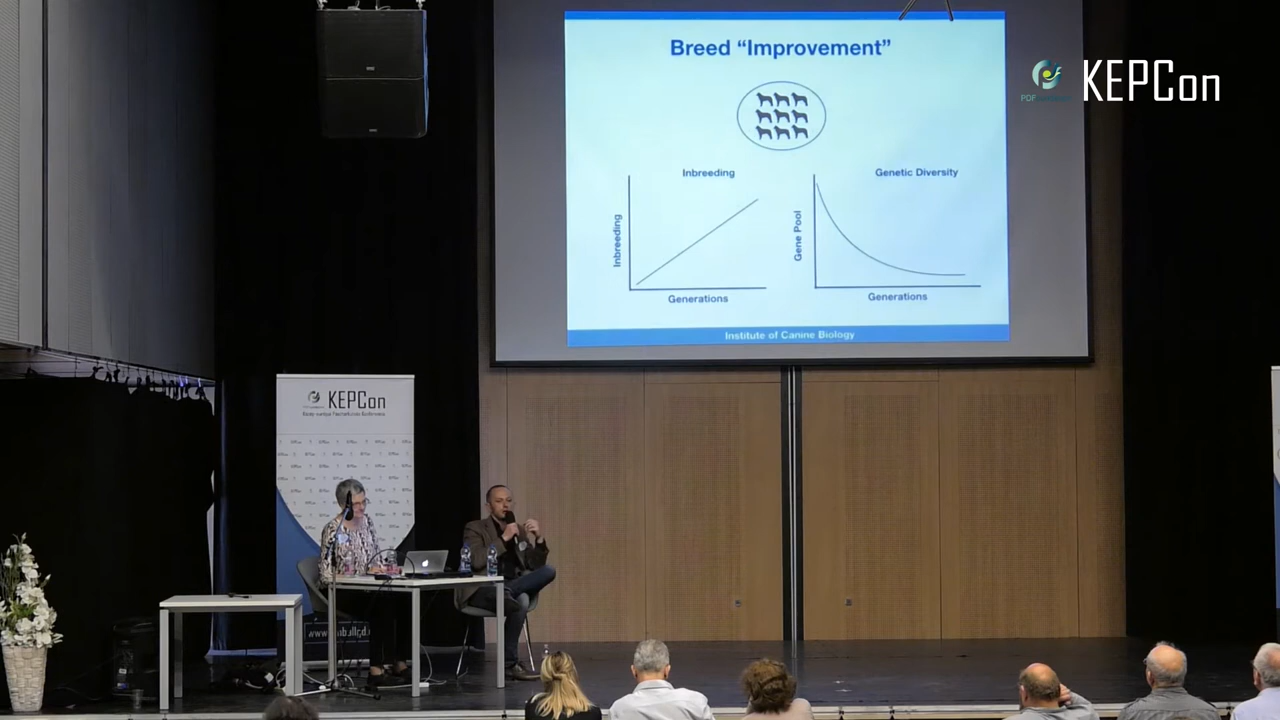 Breed “Improvement”
Inbreeding
Genetic Diversity
Inbreeding
Gene Pool
Generations
Generations
Institute of Canine Biology
KEPCon
KEPCon